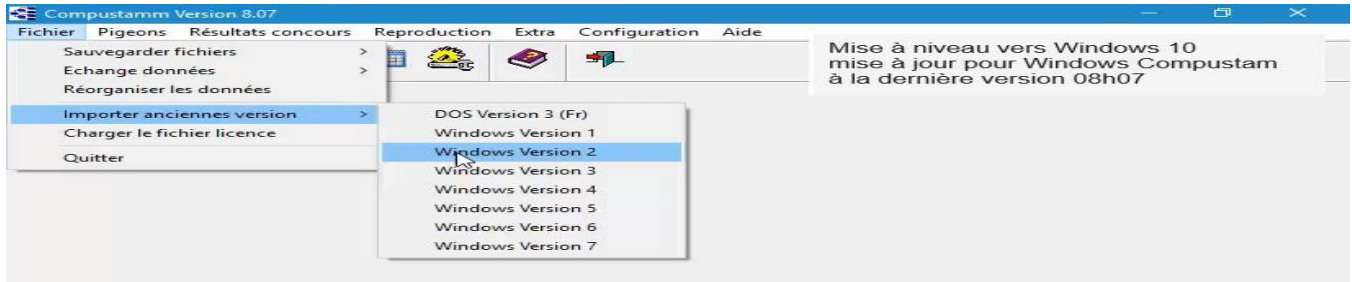 Compustamm Version 8.07
Fichier Pigeons Résultats concours Reproduction Extra Configuration Aide
Sauvegarder fichiers >
Echange données >
Réorganiser les données
Importer anciennes version >
Charger le fichier licence
Quitter
DOS Version 3 (Fr)
Windows Version 1
Windows Version 2
Windows Version 3
Windows Version 4
Windows Version 5
Windows Version 6
Windows Version 7
Mise à niveau vers Windows 10
mise à jour pour Windows Compustam
à la dernière version 08h07